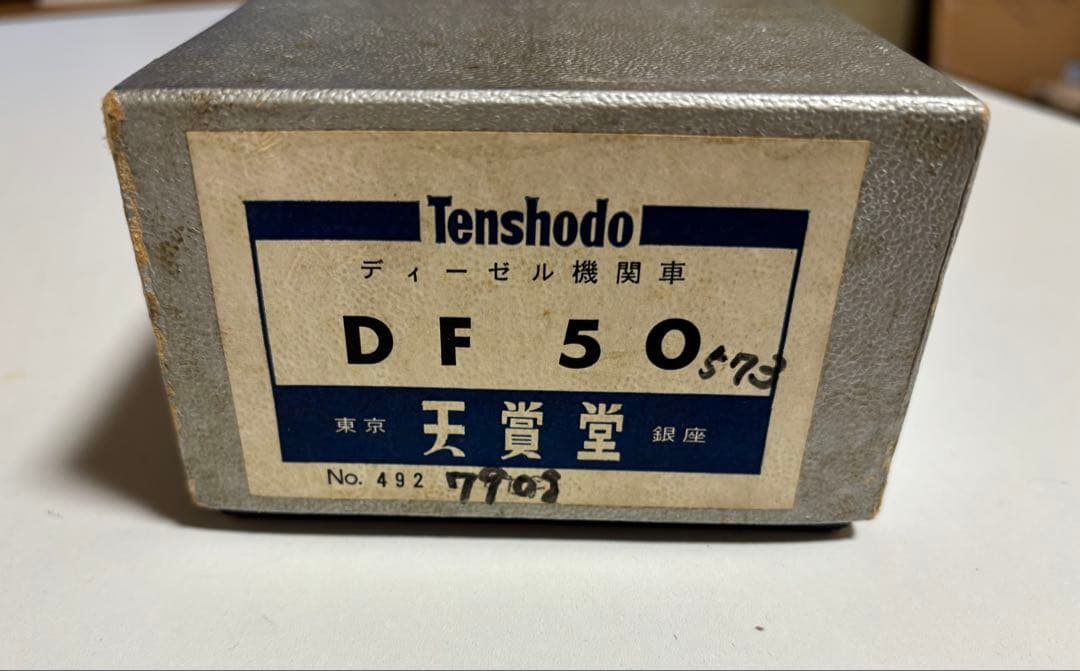 Tenshodo
ディーゼル機関車
DF 50 573
東京 天賞堂 銀座
No. 492 7908